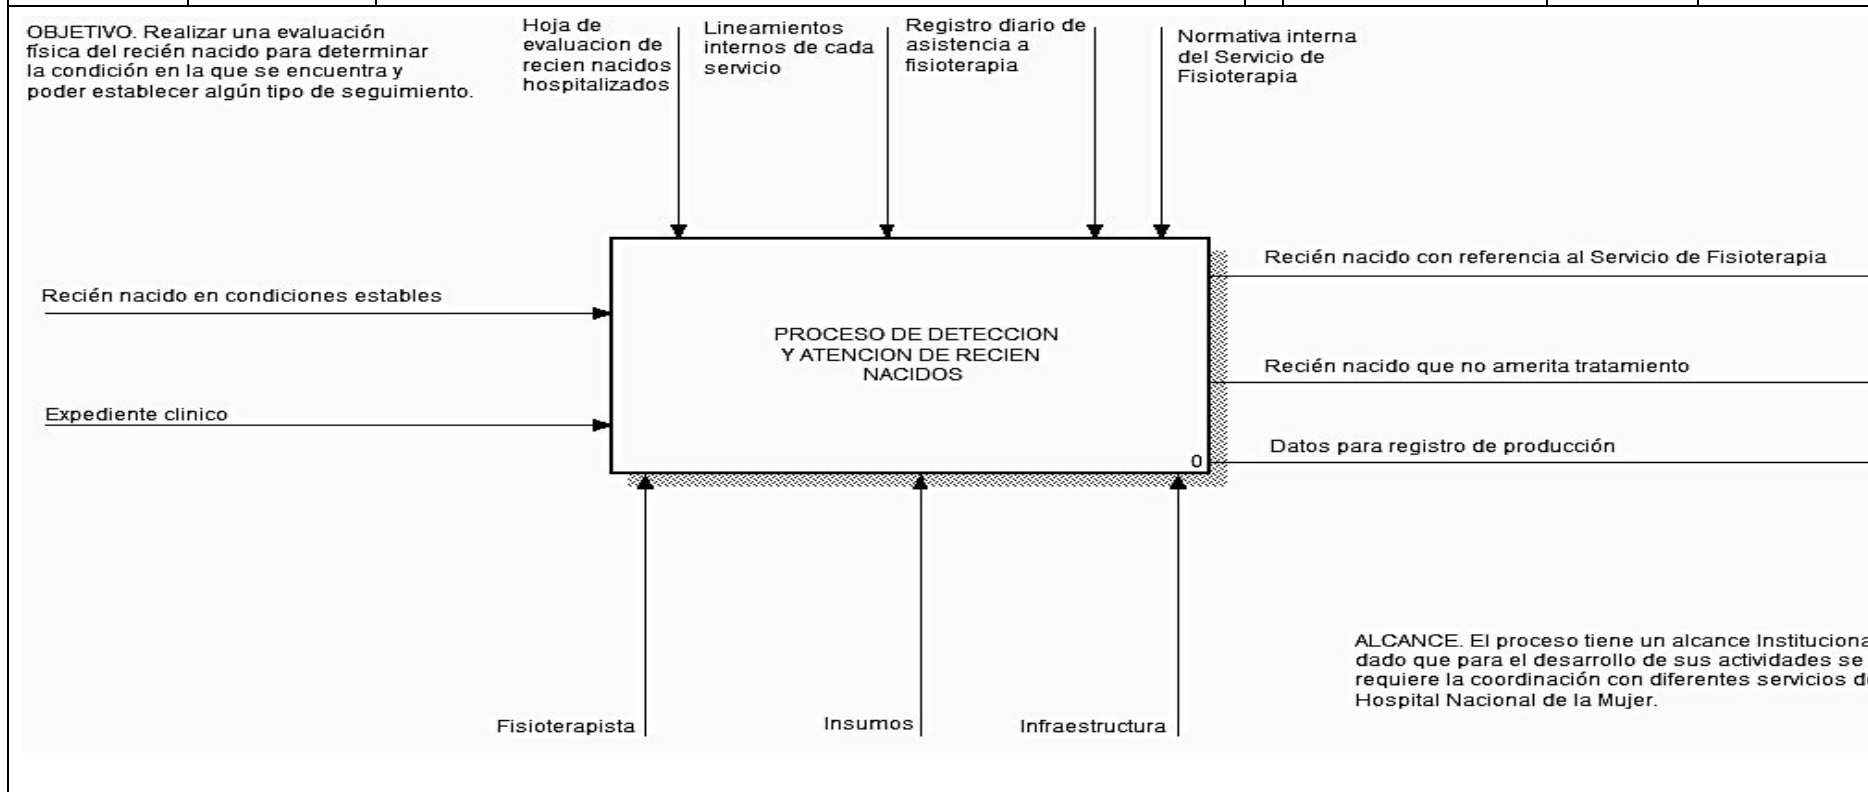 OBJETIVO. Realizar una evaluación
física del recién nacido para determinar
la condición en la que se encuentra y
poder establecer algún tipo de seguimiento.
Hoja de
evaluacion de
recien nacidos
hospitalizados
Lineamientos
internos de cada
servicio
Registro diario de
asistencia a
fisioterapia
Normativa interna
del Servicio de
Fisioterapia
Recién nacido en condiciones estables
Expediente clinico
PROCESO DE DETECCION
Y ATENCION DE RECIEN
NACIDOS
0
Recién nacido con referencia al Servicio de Fisioterapia
Recién nacido que no amerita tratamiento
Datos para registro de producción
Fisioterapista
Insumos
Infraestructura
ALCANCE. El proceso tiene un alcance Instituciona
dado que para el desarrollo de sus actividades se
requiere la coordinación con diferentes servicios d
Hospital Nacional de la Mujer.